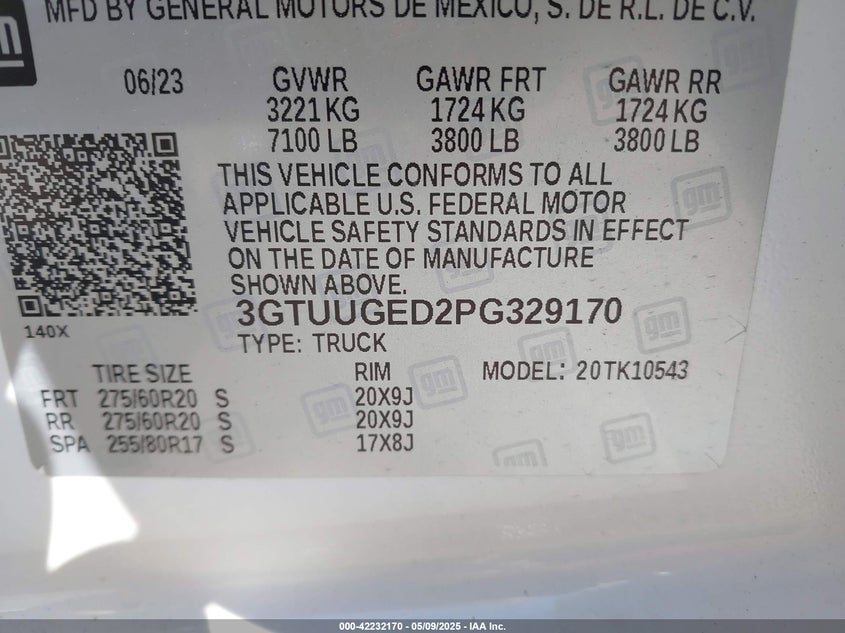 gm
MFD BY GENERAL MOTORS DE MEXICO, S. DE R.L. DE C.V.
06/23 GVWR GAWR FRT GAWR RR
3221 KG 1724 KG 1724 KG
7100 LB 3800 LB 3800 LB
THIS VEHICLE CONFORMS TO ALL
APPLICABLE U.S. FEDERAL MOTOR
VEHICLE SAFETY STANDARDS IN EFFECT
ON THE DATE OF MANUFACTURE
SHOWN ABOVE.
3GTUUGED2PG329170
140X
TYPE: TRUCK
TIRE SIZE RIM MODEL: 20TK10543
FRT 275/60R20 S 20X9J
RR 275/60R20 S 20X9J
SPA 255/80R17 S 17X8J
000-42232170 - 05/09/2025 - IAA Inc.